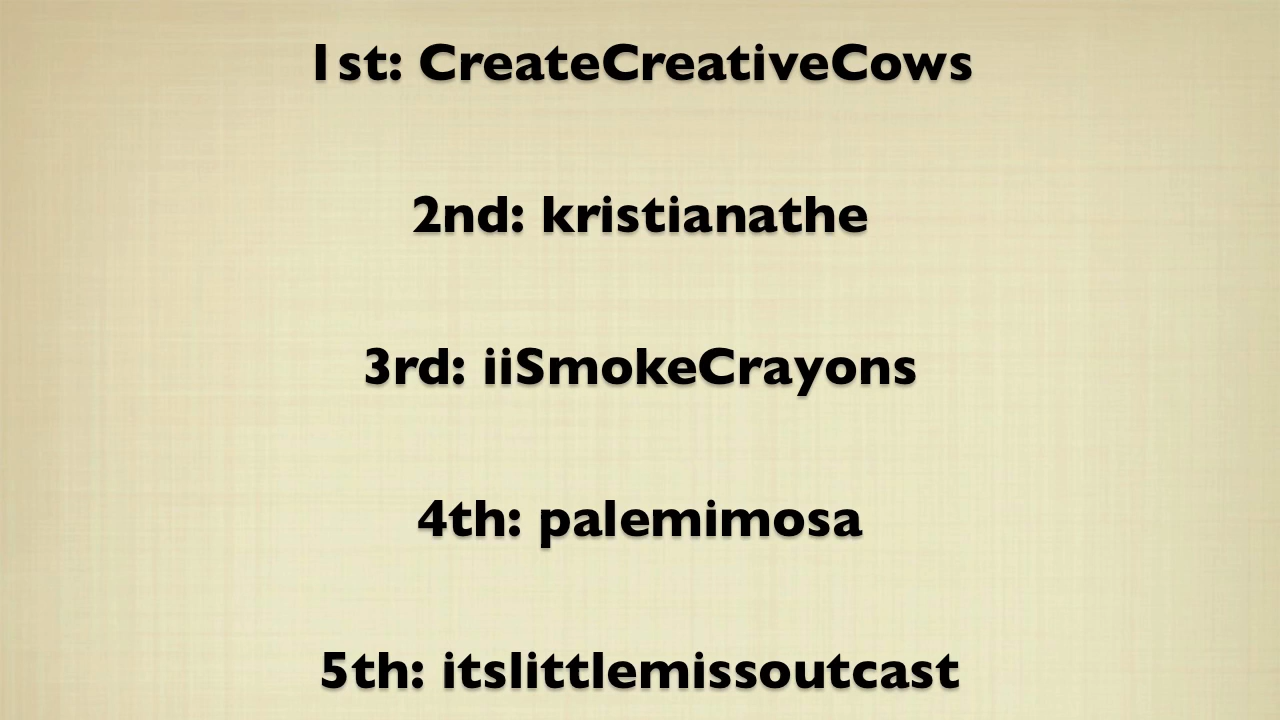 1st: CreateCreativeCows
2nd: kristianathe
3rd: iiSmokeCrayons
4th: palemimosa
5th: itslittlemissoutcast